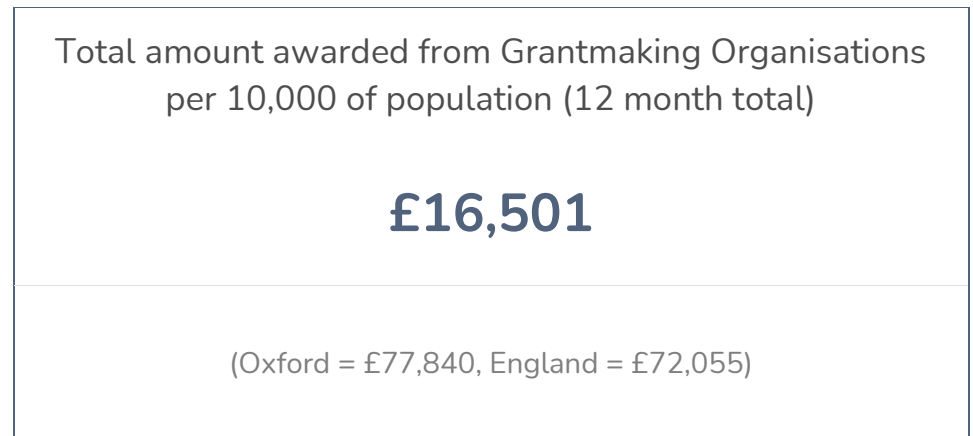 Total amount awarded from Grantmaking Organisations
per 10,000 of population (12 month total)
£16,501
(Oxford = £77,840, England = £72,055)